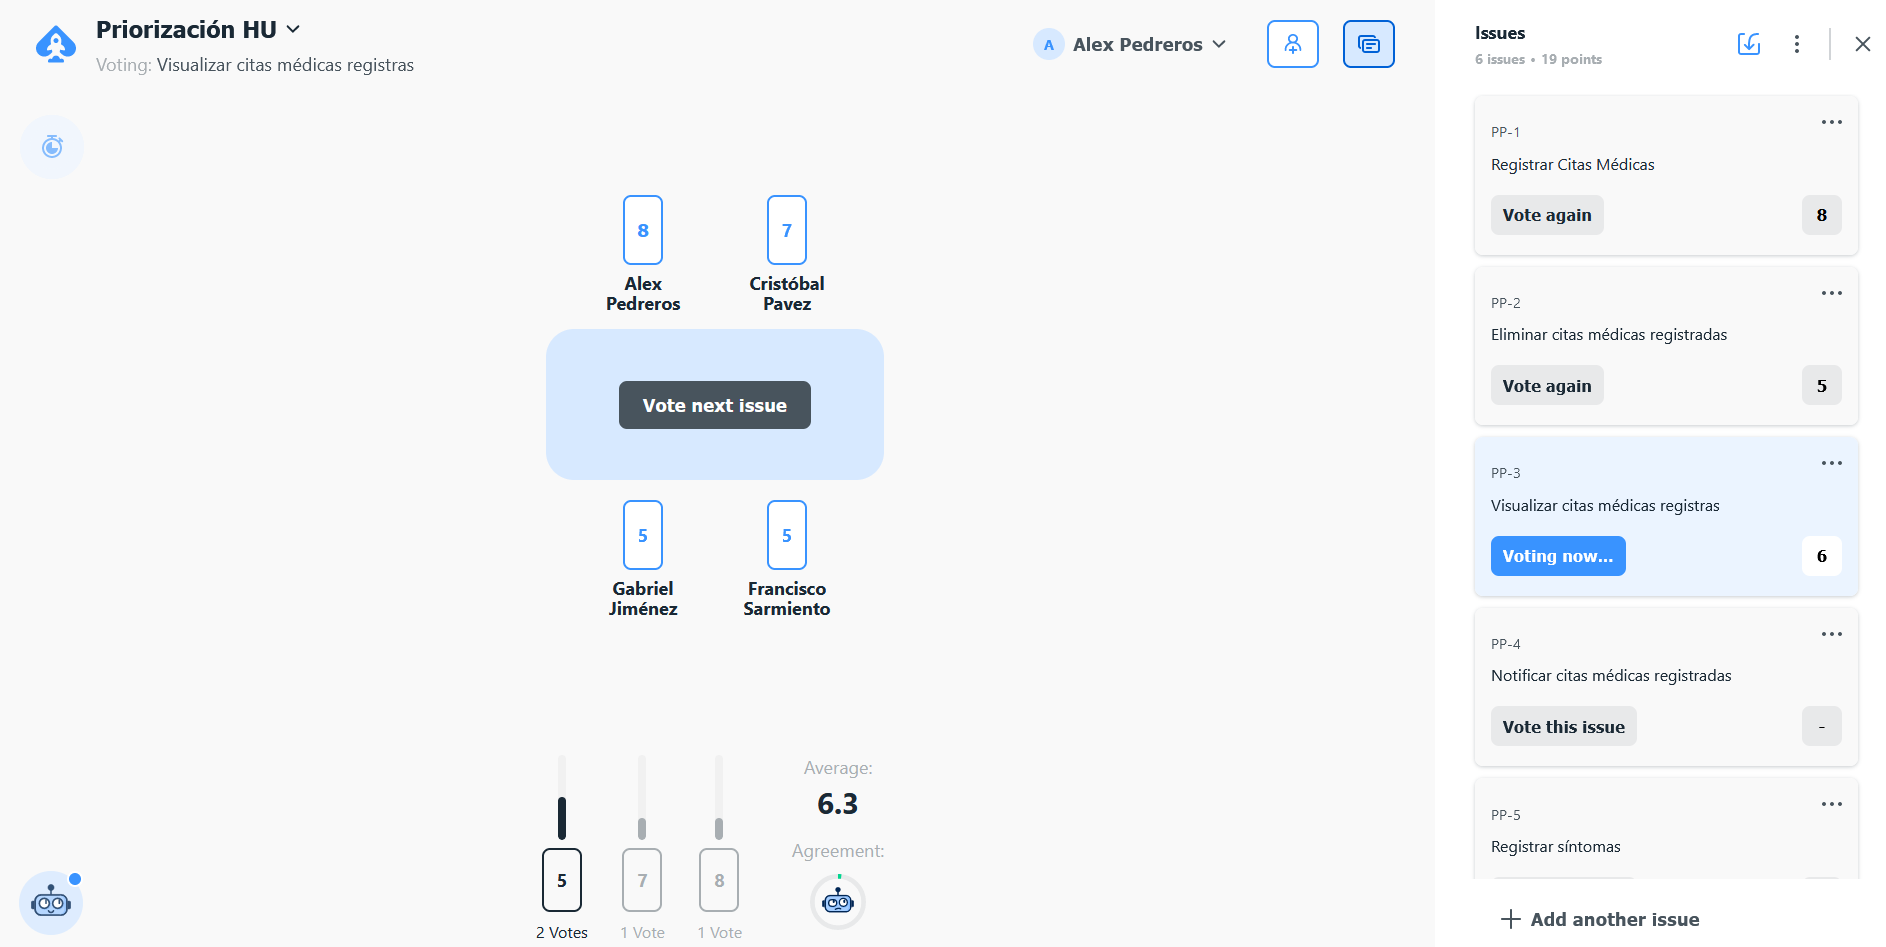 Priorización HU
Voting: Visualizar citas médicas registras
A Alex Pedreros
8
7
Alex
Pedreros
Cristóbal
Pavez
Vote next issue
5
5
Gabriel
Jiménez
Francisco
Sarmiento
5
7
8
2 Votes
1 Vote
1 Vote
Average:
6.3
Agreement:
Issues
6 issues • 19 points
PP-1
Registrar Citas Médicas
Vote again
8
PP-2
Eliminar citas médicas registradas
Vote again
5
PP-3
Visualizar citas médicas registras
Voting now...
6
PP-4
Notificar citas médicas registradas
Vote this issue
-
PP-5
Registrar síntomas
Add another issue